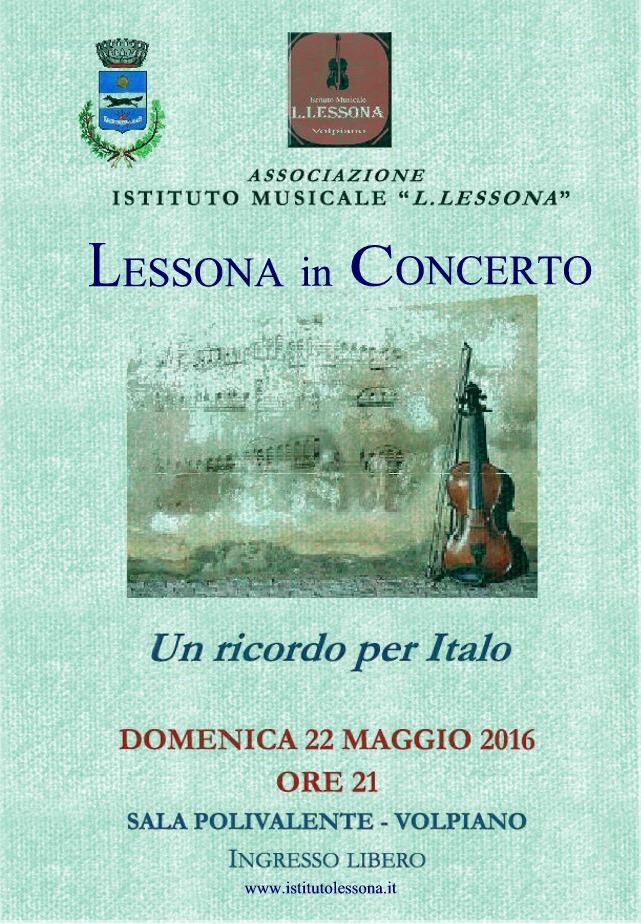 Istituto Musicale
L.LESSONA
Volpiano
ASSOCIAZIONE
ISTITUTO MUSICALE “L.LESSONA”
LESSONA in CONCERTO
Un ricordo per Italo
DOMENICA 22 MAGGIO 2016
ORE 21
SALA POLIVALENTE - VOLPIANO
INGRESSO LIBERO
www.istitutolessona.it